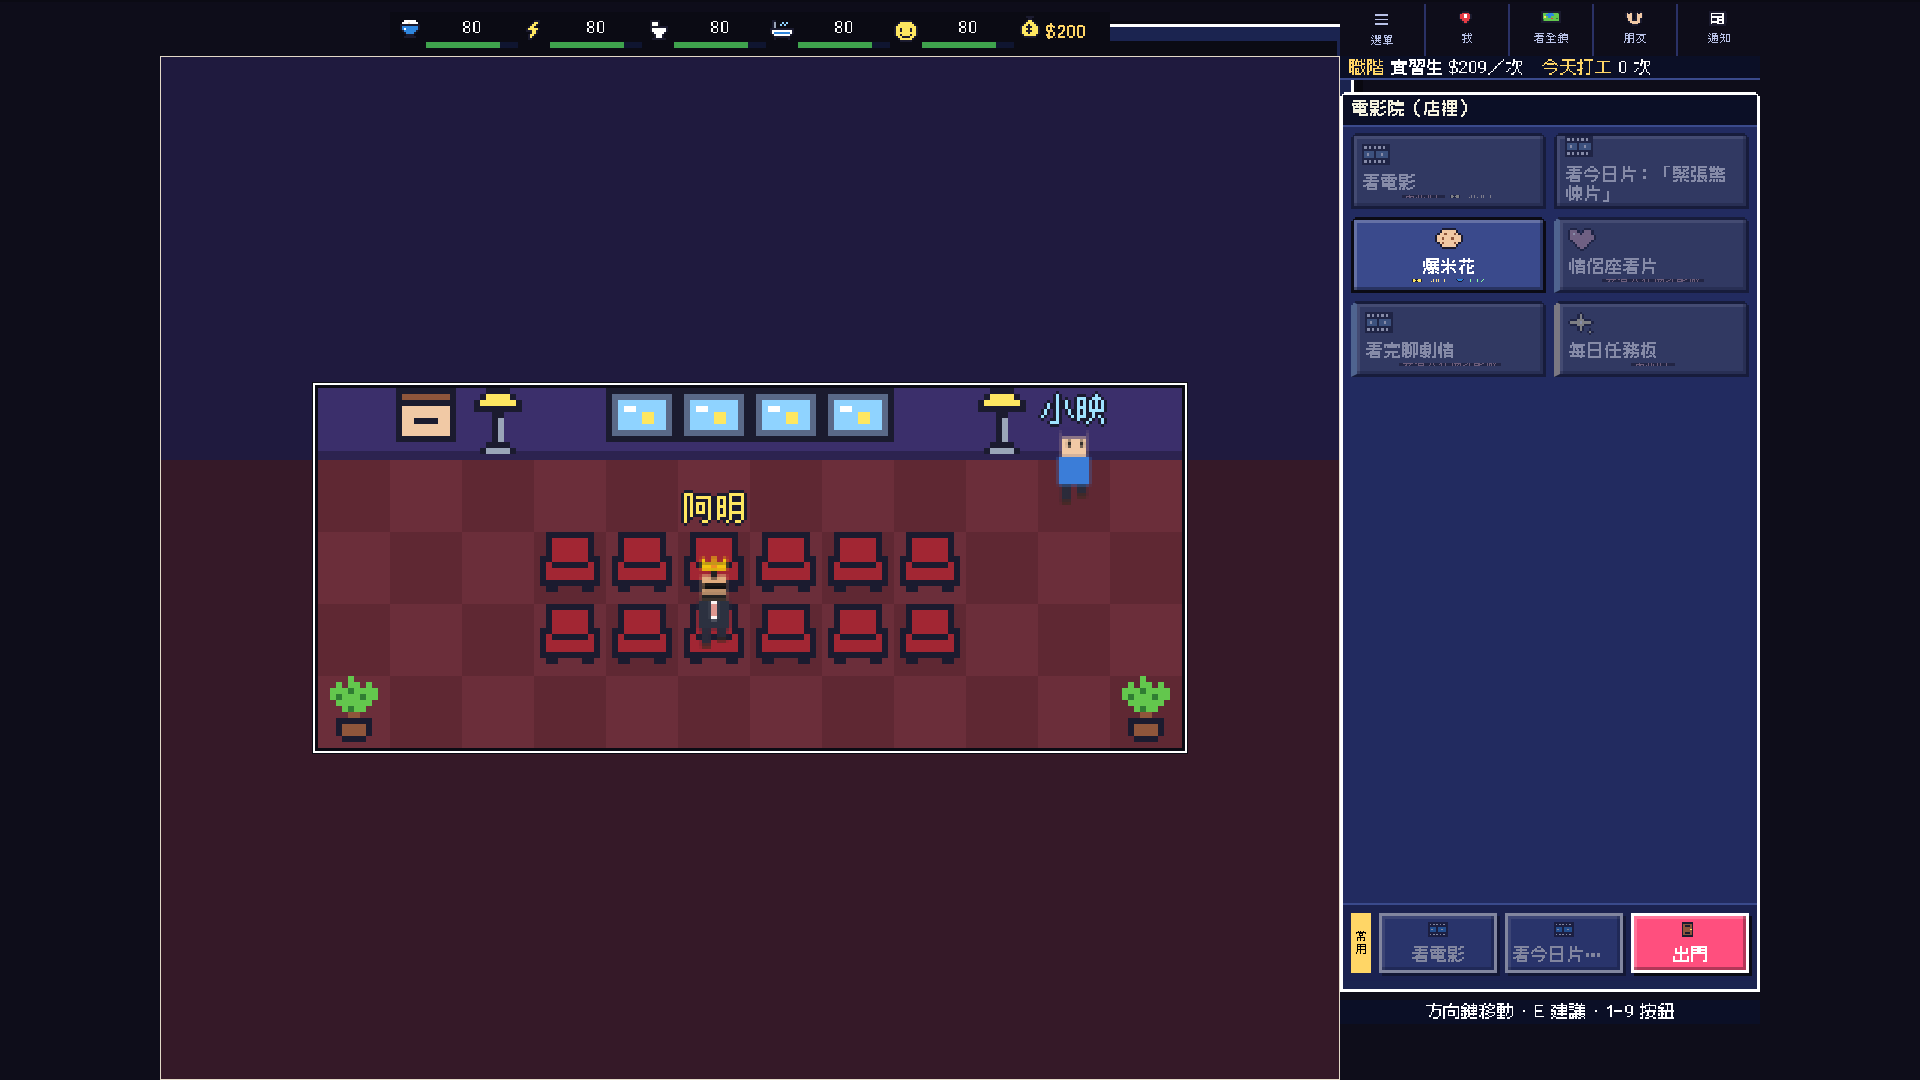 80
80
80
80
80
$200
選單
我
看全鎮
朋友
通知
職階 實習生 $209/次 今天打工 0 次
電影院（店裡）
看電影
看今日片：「緊張驚悚片」
爆米花
情侶座看片
看完聊劇情
每日任務板
小映
阿明
常用
看電影
看今日片…
出門
方向鍵移動 · E 建議 · 1-9 按鈕